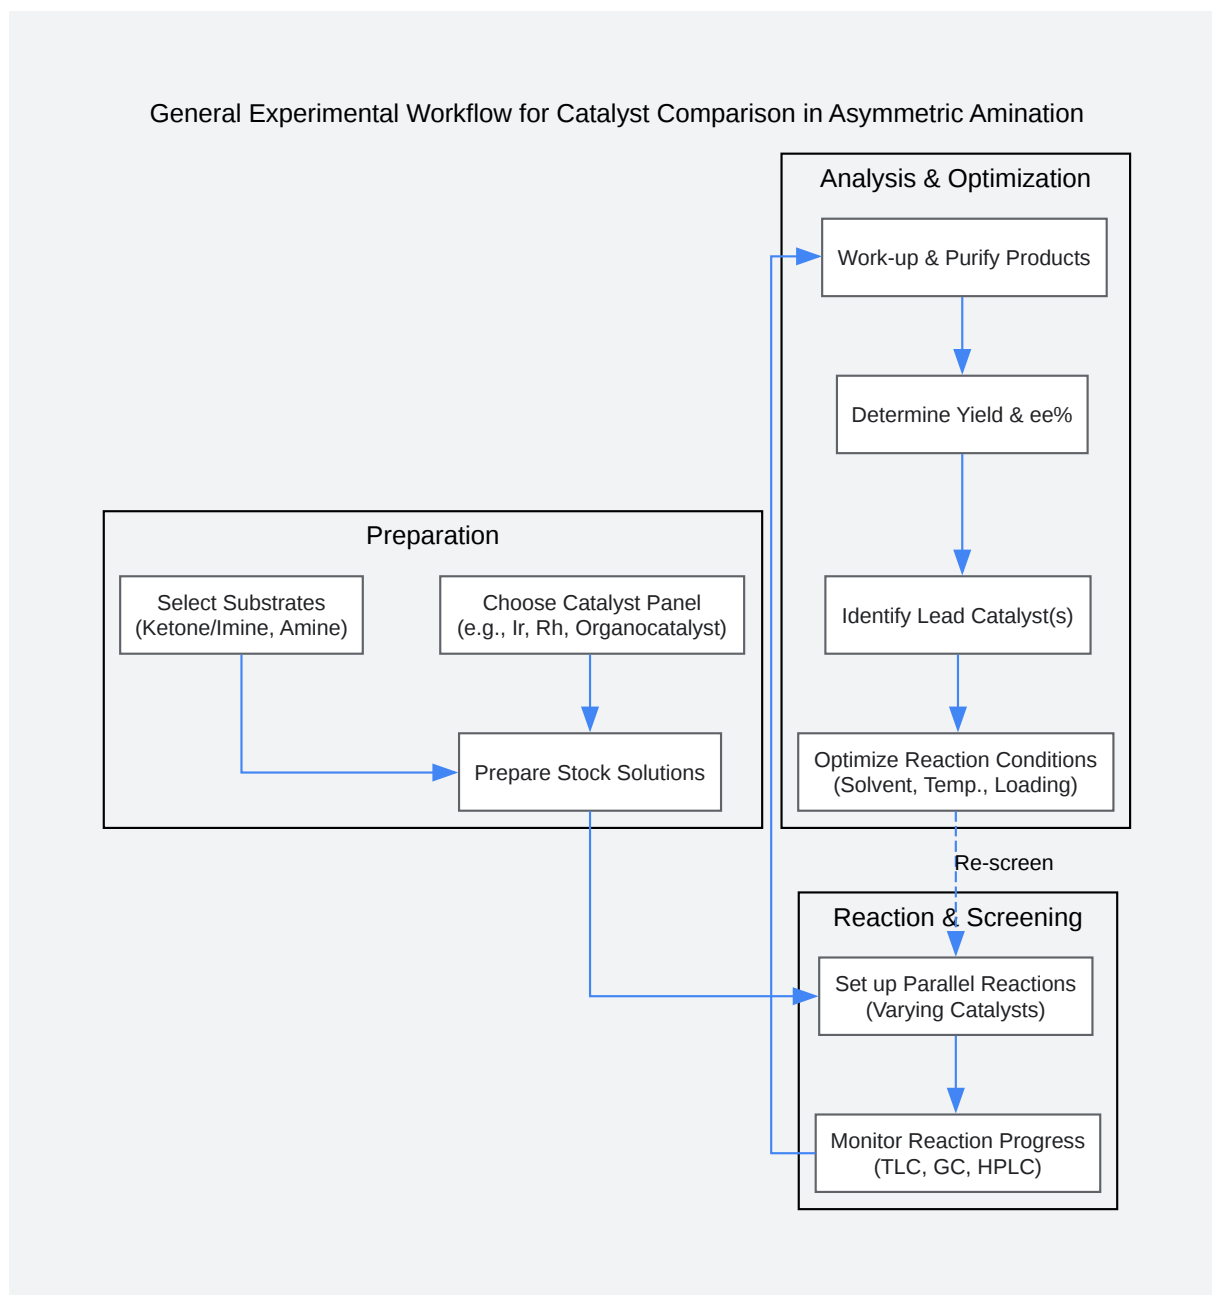 General Experimental Workflow for Catalyst Comparison in Asymmetric Amination
Analysis & Optimization
Work-up & Purify Products
Determine Yield & ee%
Identify Lead Catalyst(s)
Optimize Reaction Conditions
(Solvent, Temp., Loading)
Preparation
Select Substrates
(Ketone/Imine, Amine)
Choose Catalyst Panel
(e.g., Ir, Rh, Organocatalyst)
Prepare Stock Solutions
Re-screen
Reaction & Screening
Set up Parallel Reactions
(Varying Catalysts)
Monitor Reaction Progress
(TLC, GC, HPLC)